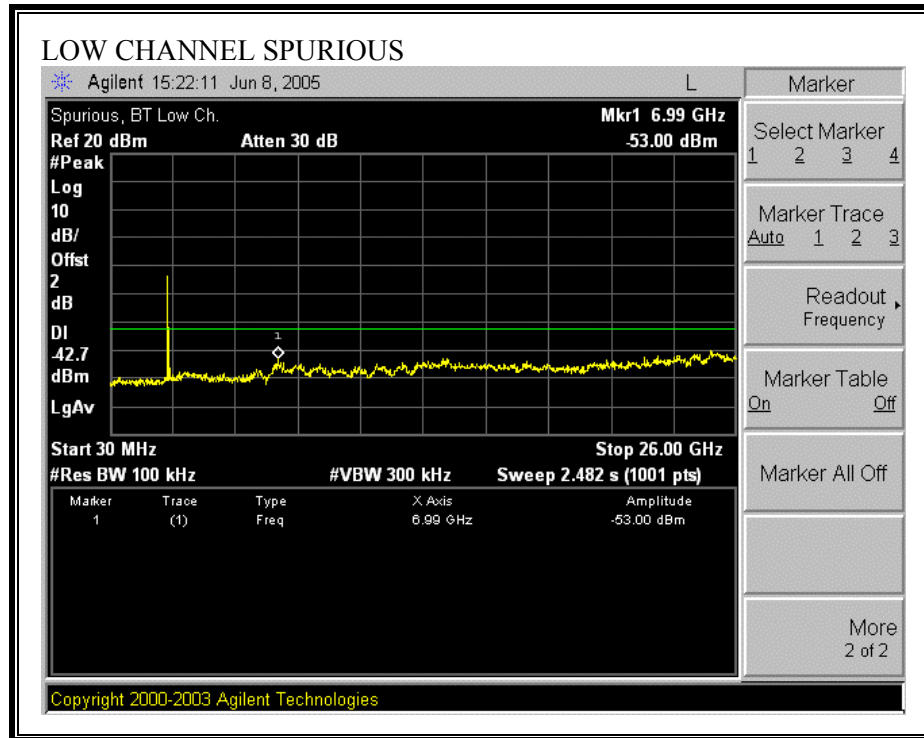 LOW CHANNEL SPURIOUS
Agilent 15:22:11 Jun 8, 2005 L
Marker
Spurious, BT Low Ch. Mkr1 6.99 GHz
Ref 20 dBm Atten 30 dB -53.00 dBm
#Peak
Log
10
dB/
Offst
2
dB
DI
-42.7
dBm
LgAv
1
Start 30 MHz Stop 26.00 GHz
#Res BW 100 kHz #VBW 300 kHz Sweep 2.482 s (1001 pts)
Marker Trace Type X Axis Amplitude
1 (1) Freq 6.99 GHz -53.00 dBm
Select Marker
1 2 3 4
Marker Trace
Auto 1 2 3
Readout
Frequency
Marker Table
On Off
Marker All Off
More
2 of 2
Copyright 2000-2003 Agilent Technologies